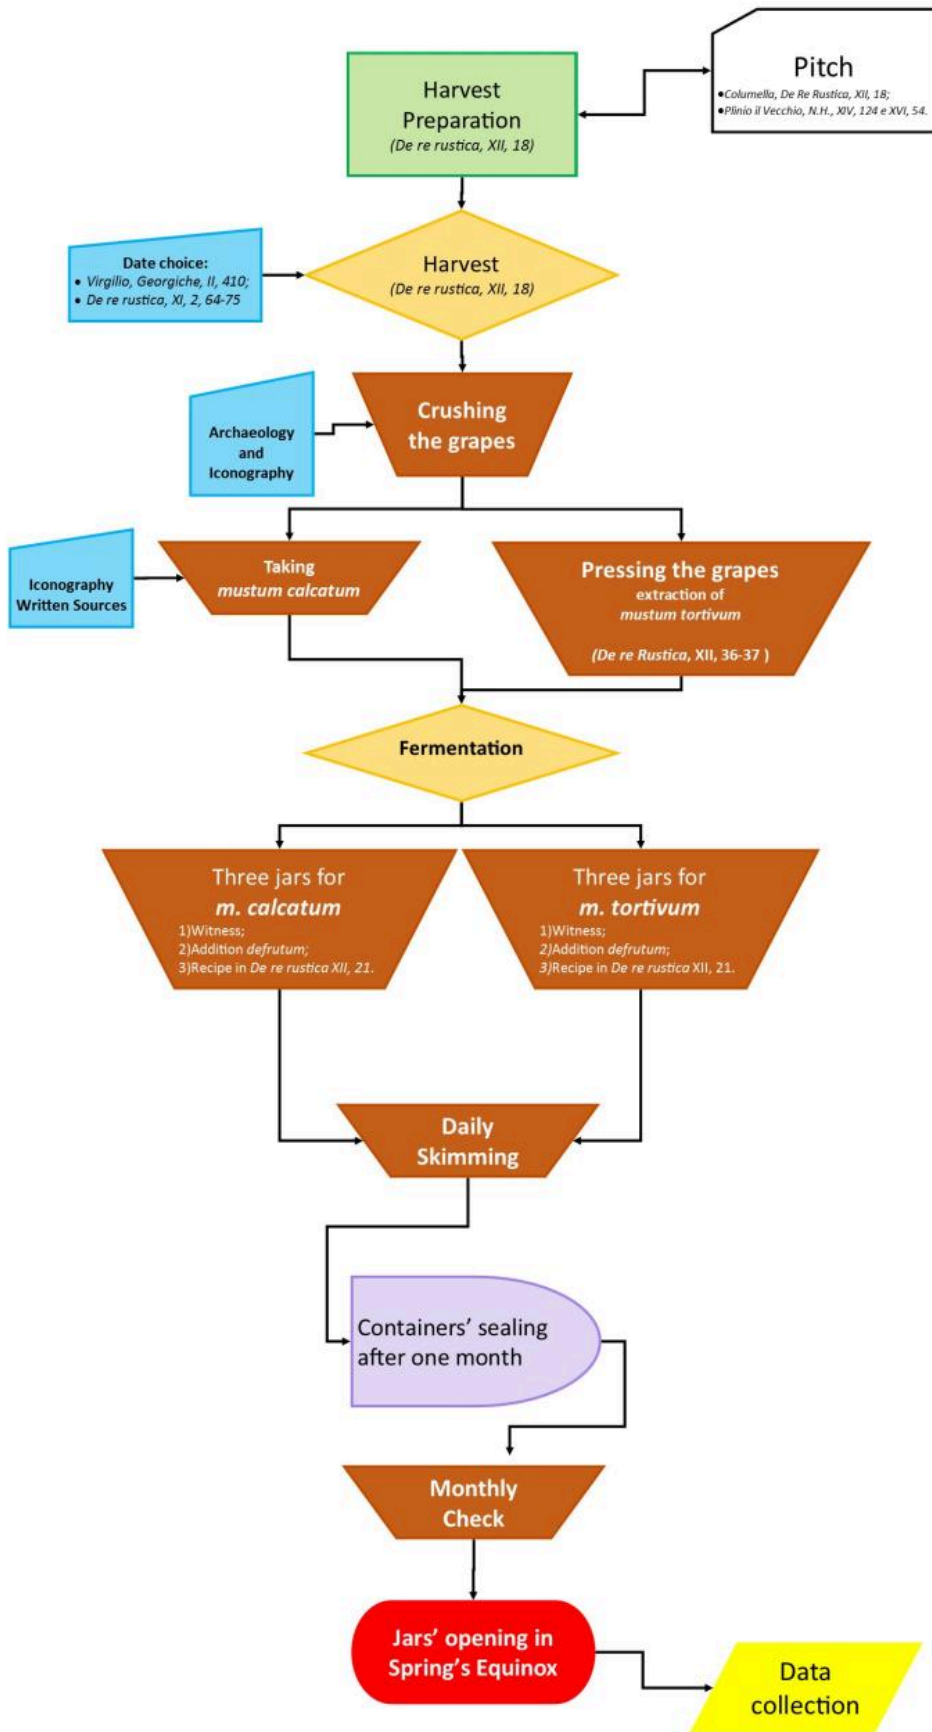 Pitch
•Columella, De Re Rustica, XII, 18;
•Plinio il Vecchio, N.H., XIV, 124 e XVI, 54.
Harvest
Preparation
(De re rustica, XII, 18)
Date choice:
• Virgilio, Georgiche, II, 410;
• De re rustica, XI, 2, 64-75
Harvest
(De re rustica, XII, 18)
Archaeology
and
Iconography
Crushing
the grapes
Iconography
Written Sources
Taking
mustum calcatum
Pressing the grapes
extraction of
mustum tortivum
(De re Rustica, XII, 36-37 )
Fermentation
Three jars for
m. calcatum
1)Witness;
2)Addition defrutum;
3)Recipe in De re rustica XII, 21.
Three jars for
m. tortivum
1)Witness;
2)Addition defrutum;
3)Recipe in De re rustica XII, 21.
Daily
Skimming
Containers’ sealing
after one month
Monthly
Check
Jars’ opening in
Spring’s Equinox
Data
collection